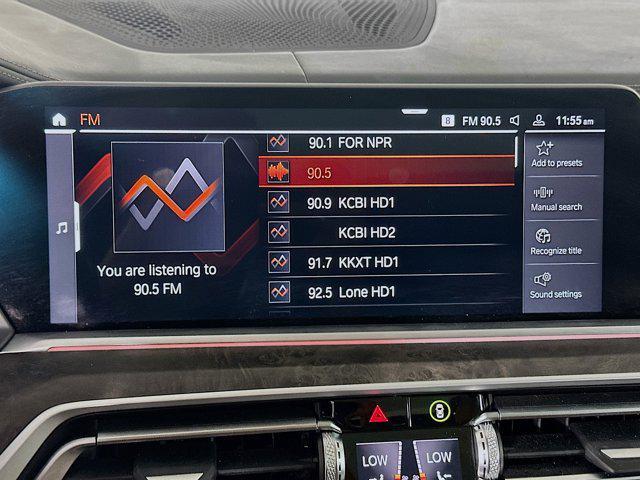 FM
8 FM 90.5 11:55 am
90.1 FOR NPR
90.5
90.9 KCBI HD1
KCBI HD2
91.7 KKXT HD1
92.5 Lone HD1
You are listening to
90.5 FM
Add to presets
Manual search
Recognize title
Sound settings
LOW
LOW